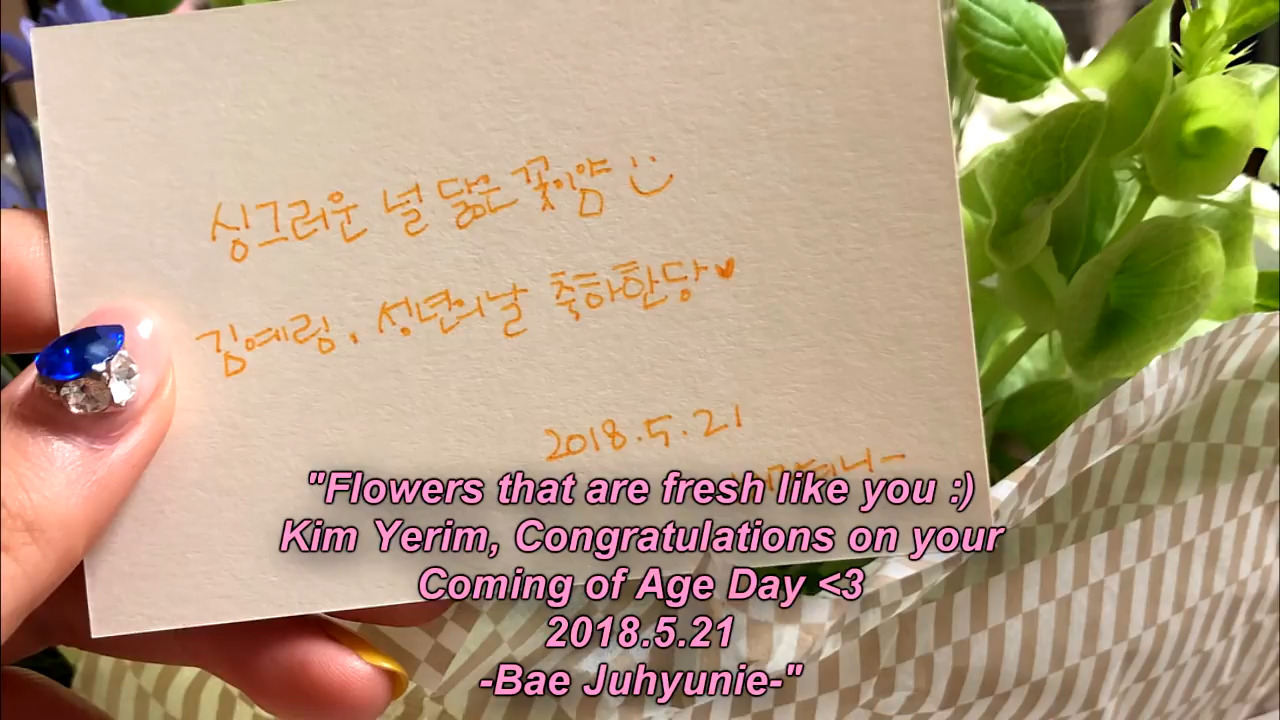 싱그러운 널 닮은 꽃이양 :)
김예림, 성년의날 축하한당♥
2018.5.21
"Flowers that are fresh like you :)
Kim Yerim, Congratulations on your
Coming of Age Day <3
2018.5.21
-Bae Juhyunie-"